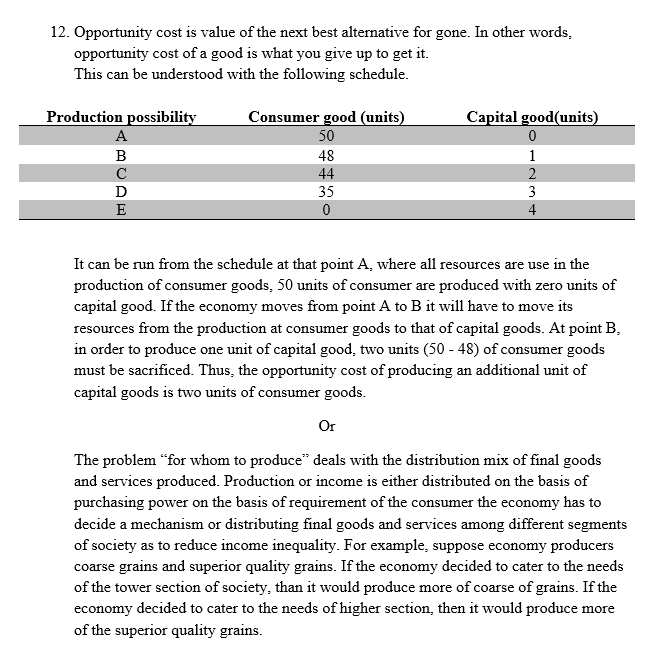 12. Opportunity cost is value of the next best alternative for gone. In other words,
opportunity cost of a good is what you give up to get it.
This can be understood with the following schedule.
Production possibility Consumer good (units) Capital good(units)
A 50 0
B 48 1
C 44 2
D 35 3
E 0 4
It can be run from the schedule at that point A, where all resources are use in the
production of consumer goods, 50 units of consumer are produced with zero units of
capital good. If the economy moves from point A to B it will have to move its
resources from the production at consumer goods to that of capital goods. At point B,
in order to produce one unit of capital good, two units (50 - 48) of consumer goods
must be sacrificed. Thus, the opportunity cost of producing an additional unit of
capital goods is two units of consumer goods.
Or
The problem “for whom to produce” deals with the distribution mix of final goods
and services produced. Production or income is either distributed on the basis of
purchasing power on the basis of requirement of the consumer the economy has to
decide a mechanism or distributing final goods and services among different segments
of society as to reduce income inequality. For example, suppose economy producers
coarse grains and superior quality grains. If the economy decided to cater to the needs
of the tower section of society, than it would produce more of coarse of grains. If the
economy decided to cater to the needs of higher section, then it would produce more
of the superior quality grains.